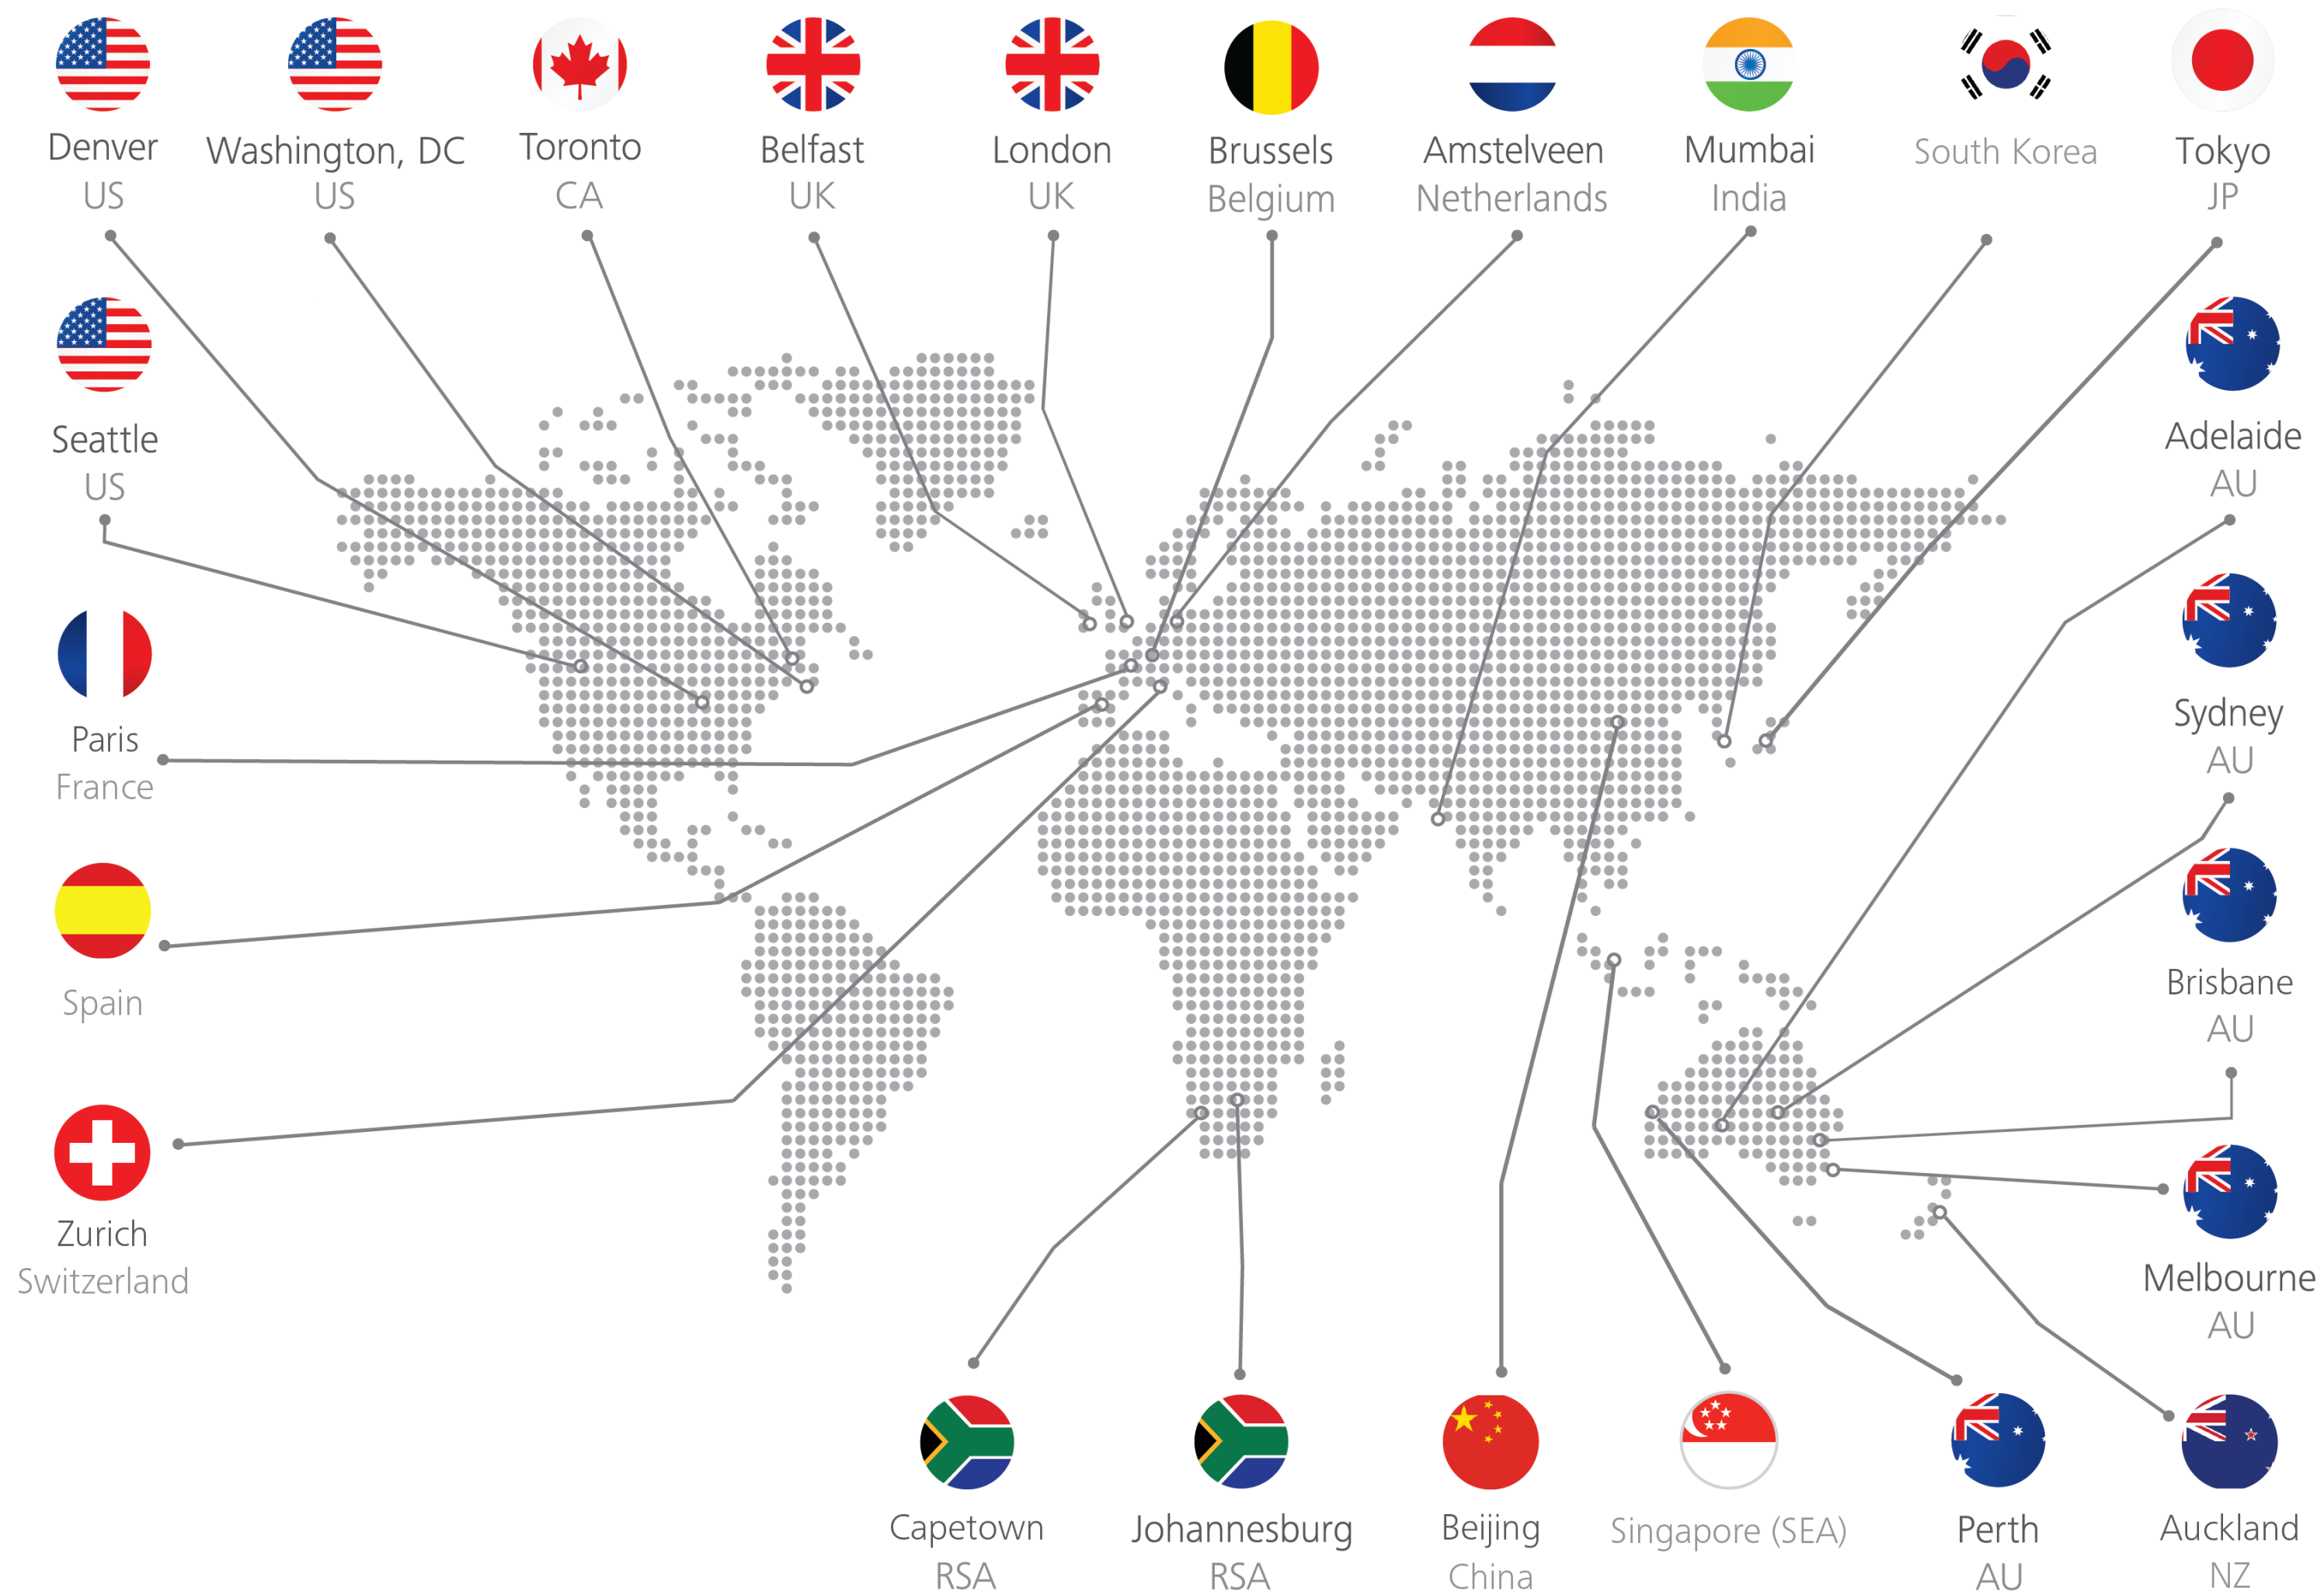 Denver
US
Washington, DC
US
Toronto
CA
Belfast
UK
London
UK
Brussels
Belgium
Amstelveen
Netherlands
Mumbai
India
South Korea
Tokyo
JP
Seattle
US
Adelaide
AU
Paris
France
Sydney
AU
Spain
Brisbane
AU
Zurich
Switzerland
Melbourne
AU
Capetown
RSA
Johannesburg
RSA
Beijing
China
Singapore (SEA)
Perth
AU
Auckland
NZ